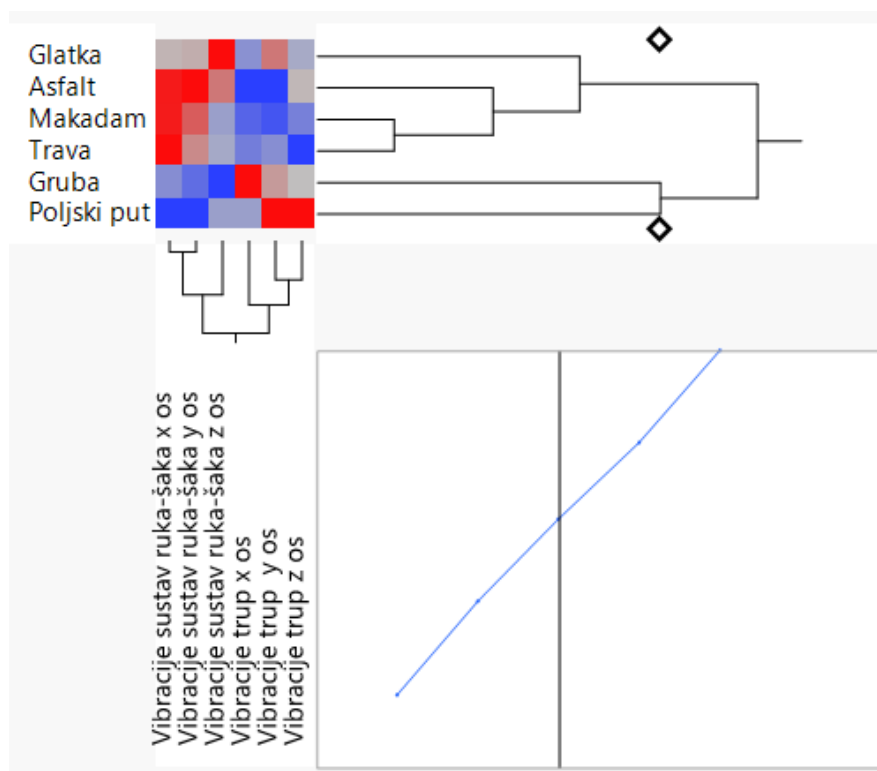 Glatka
Asfalt
Makadam
Trava
Gruba
Poljski put
Vibracije sustav ruka-šaka x os
Vibracije sustav ruka-šaka y os
Vibracije sustav ruka-šaka z os
Vibracije trup x os
Vibracije trup y os
Vibracije trup z os